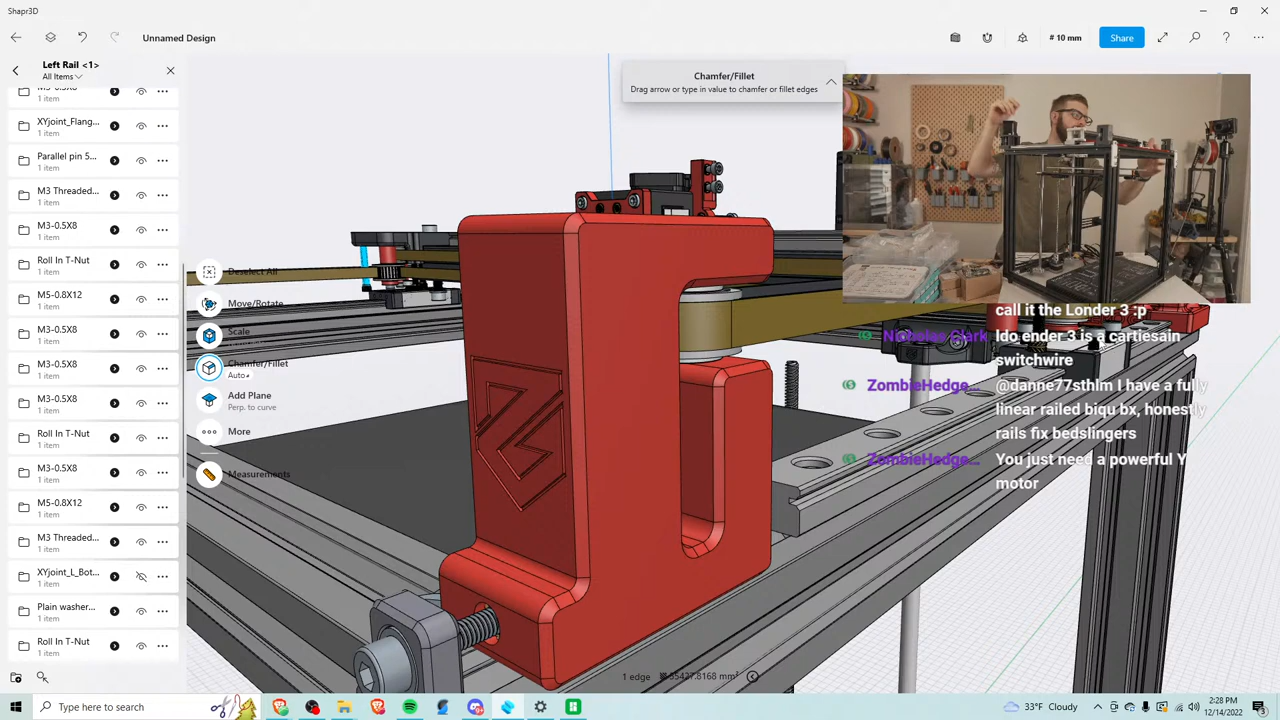 Shapr3D
Unnamed Design
# 10 mm
Share
Left Rail <1>
All Items
1 item
XYjoint_Flang...
1 item
Parallel pin 5...
1 item
M3 Threaded...
1 item
M3-0.5X8
1 item
Roll In T-Nut
1 item
M5-0.8X12
1 item
M3-0.5X8
1 item
M3-0.5X8
1 item
M3-0.5X8
1 item
Roll In T-Nut
1 item
M3-0.5X8
1 item
M5-0.8X12
1 item
M3 Threaded...
1 item
XYjoint_L_Bot...
1 item
Plain washer...
1 item
Roll In T-Nut
1 item
Deselect All
Move/Rotate
Scale
Chamfer/Fillet
Auto
Add Plane
Perp. to curve
More
Measurements
Chamfer/Fillet
Drag arrow or type in value to chamfer or fillet edges
call it the Londer 3 :p
Nicholas Clark
ldo ender 3 is a cartiesain
switchwire
ZombieHedge...
@danne77sthlm I have a fully
linear railed biqu bx, honestly
rails fix bedslingers
ZombieHedge...
You just need a powerful Y
motor
1 edge
Type here to search
33°F Cloudy
2:28 PM
12/14/2022